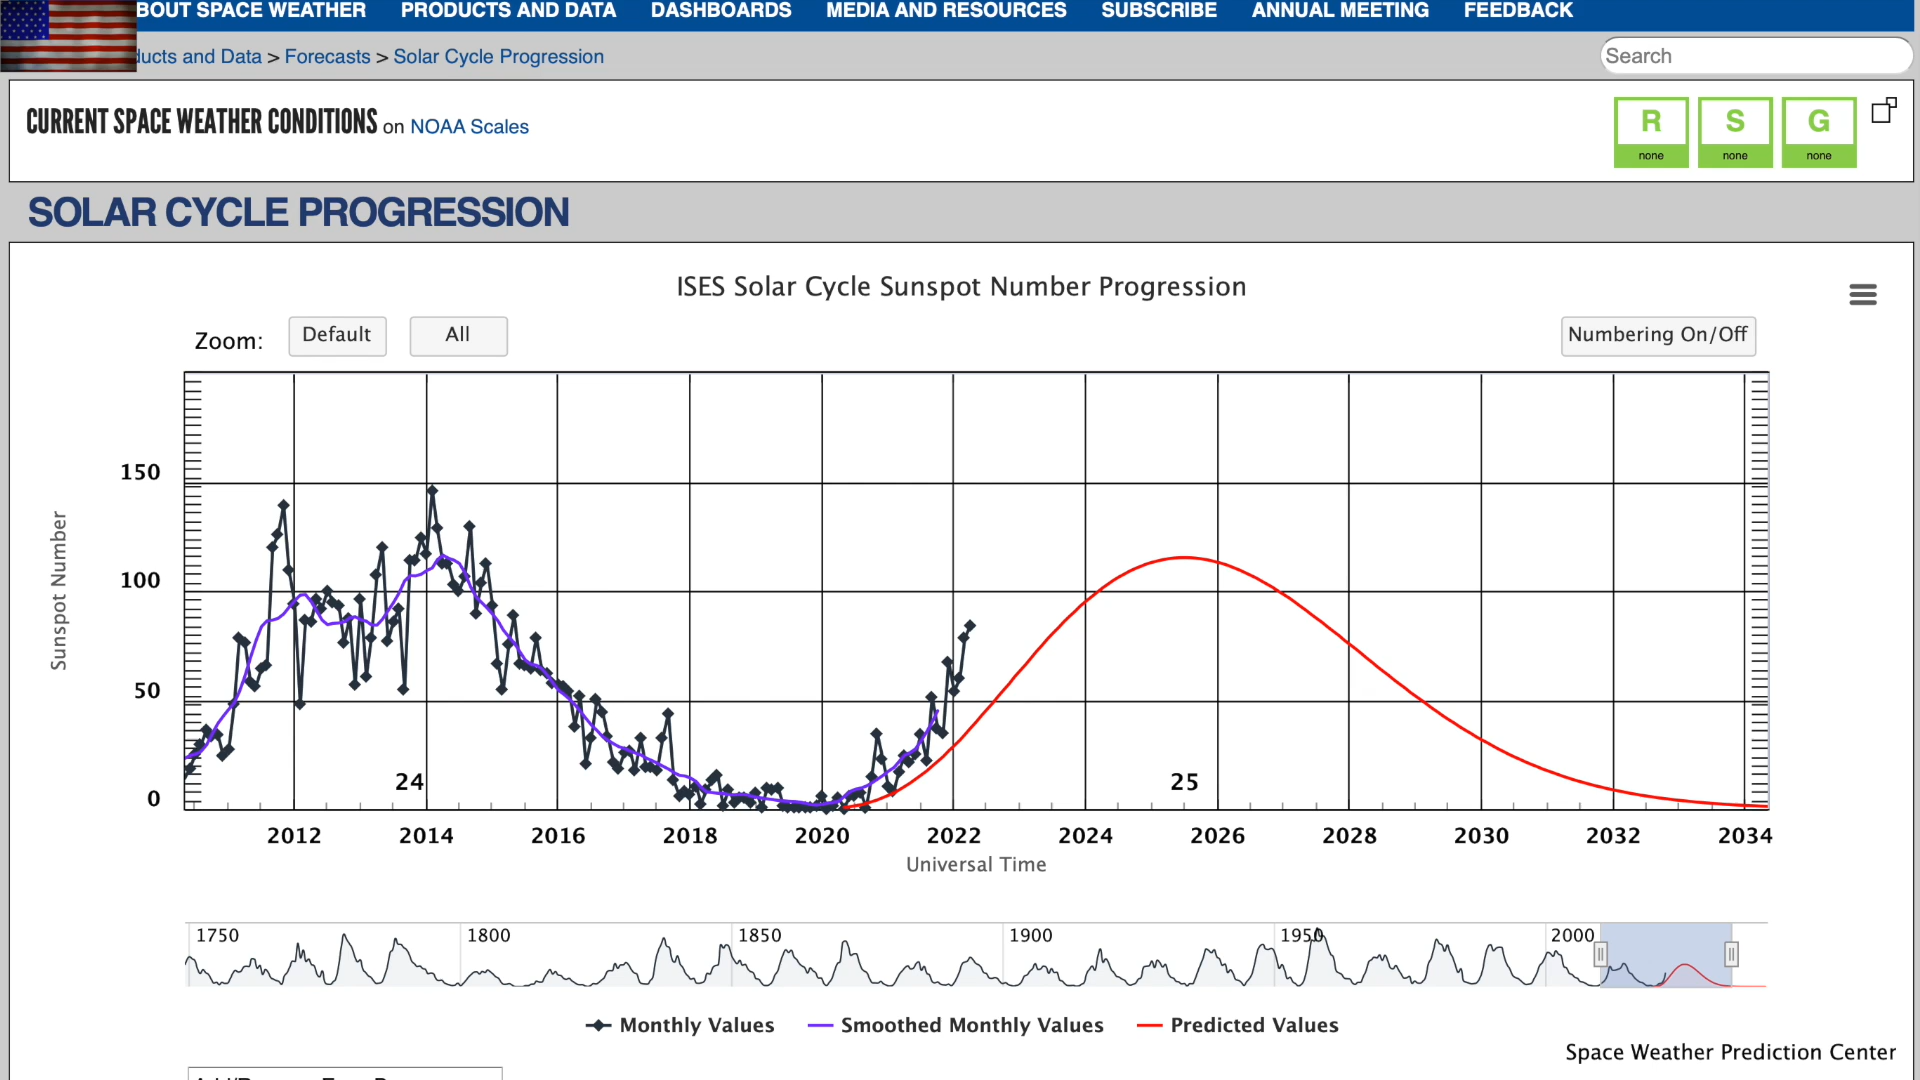 BOUT SPACE WEATHER PRODUCTS AND DATA DASHBOARDS MEDIA AND RESOURCES SUBSCRIBE ANNUAL MEETING FEEDBACK
ducts and Data > Forecasts > Solar Cycle Progression
Search
CURRENT SPACE WEATHER CONDITIONS on NOAA Scales
R S G
none none none
SOLAR CYCLE PROGRESSION
ISES Solar Cycle Sunspot Number Progression
Zoom: Default All
Numbering On/Off
Sunspot Number
150
100
50
0
24 25
2012 2014 2016 2018 2020 2022 2024 2026 2028 2030 2032 2034
Universal Time
1750 1800 1850 1900 1950 2000
Monthly Values Smoothed Monthly Values Predicted Values
Space Weather Prediction Center